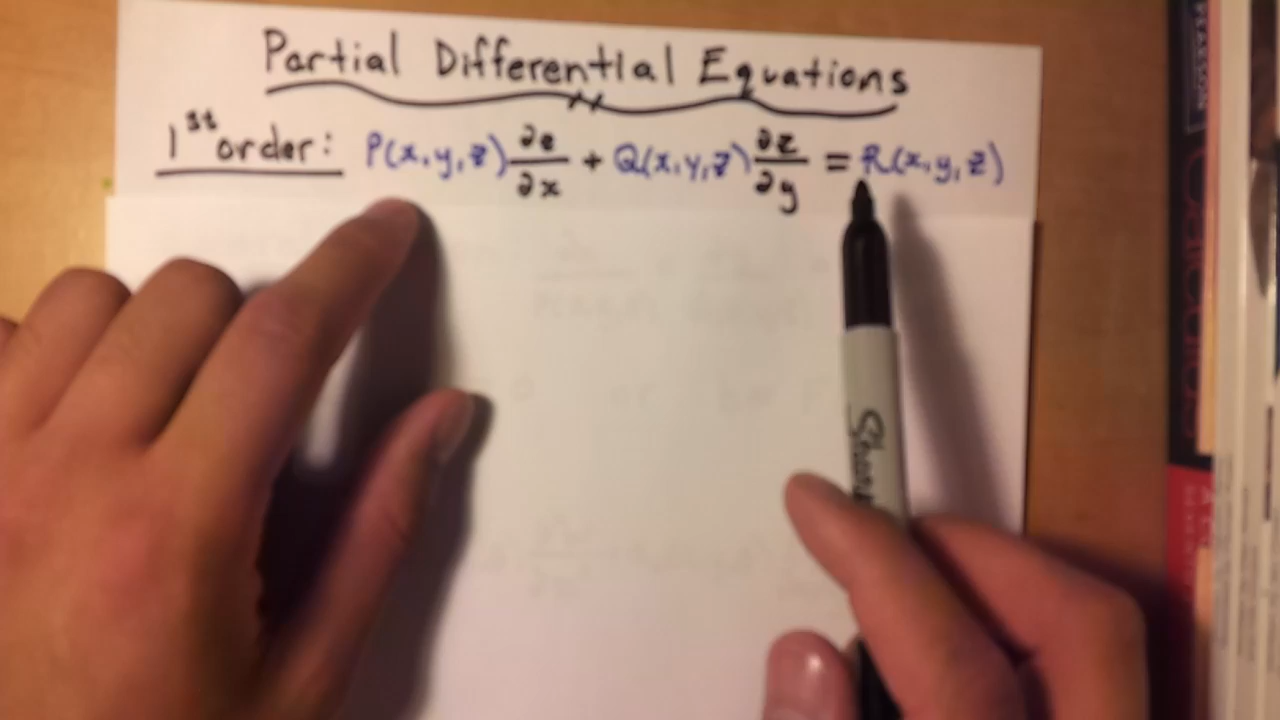 Partial Differential Equations
1st order: P(x,y,z) ∂z/∂x + Q(x,y,z) ∂z/∂y = R(x,y,z)